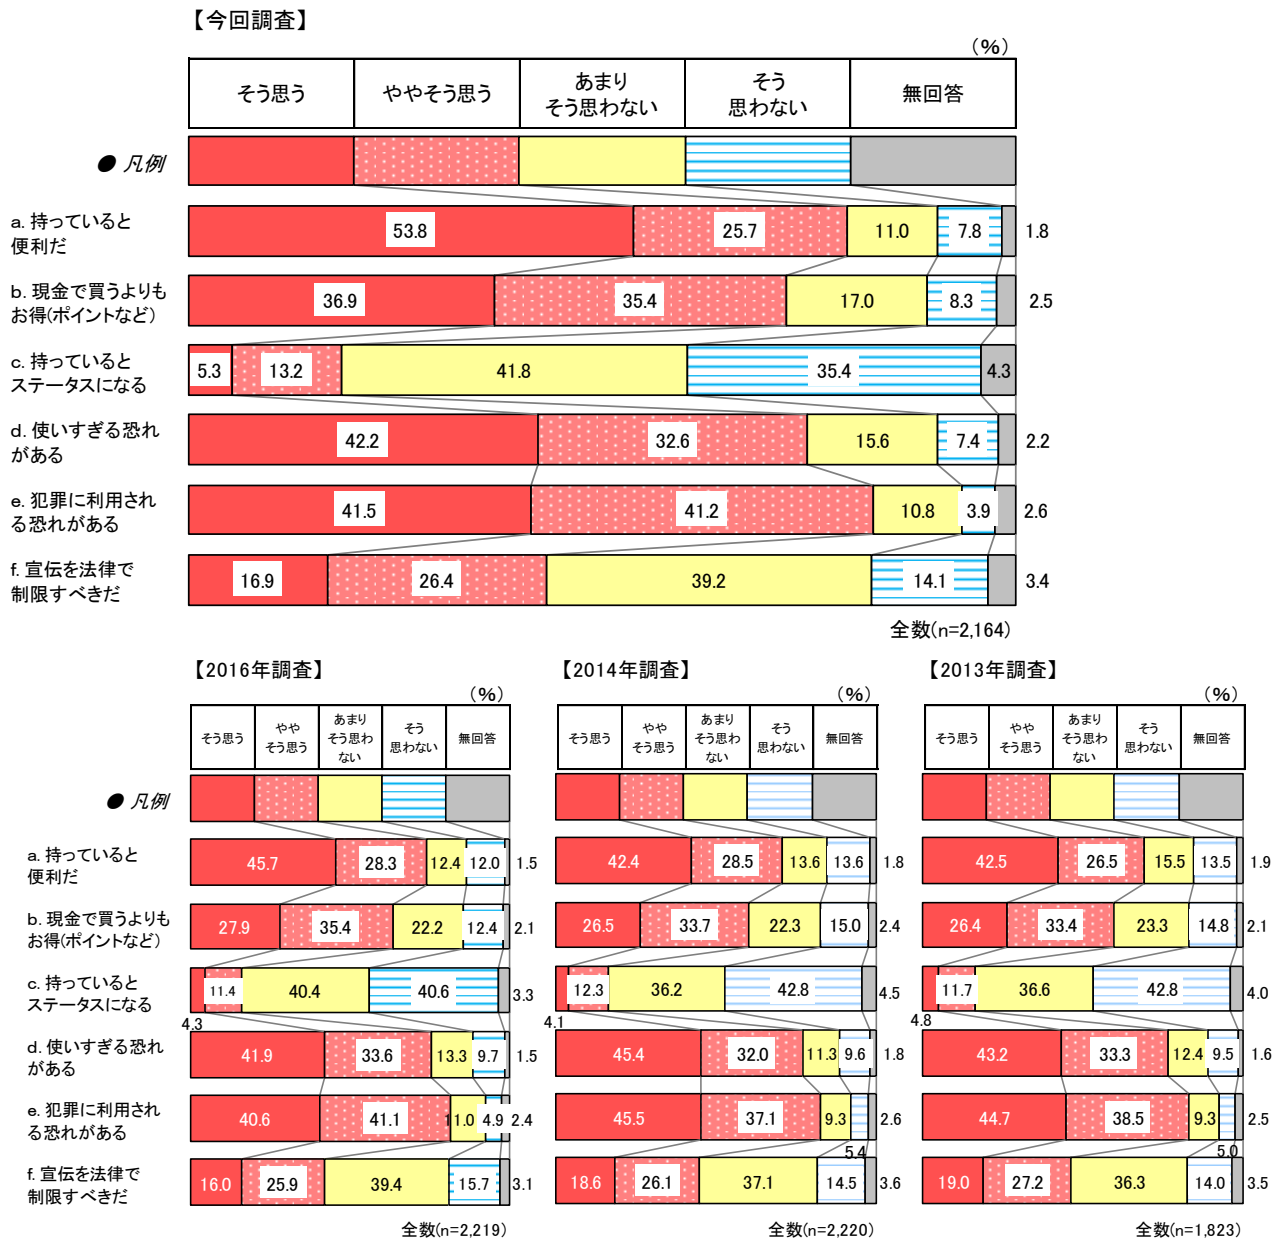 【今回調査】
(%)
そう思う ややそう思う あまり そう思わない そう 思わない 無回答
● 凡例
a. 持っていると
便利だ
53.8 25.7 11.0 7.8 1.8
b. 現金で買うよりも
お得(ポイントなど)
36.9 35.4 17.0 8.3 2.5
c. 持っていると
ステータスになる
5.3 13.2 41.8 35.4 4.3
d. 使いすぎる恐れ
がある
42.2 32.6 15.6 7.4 2.2
e. 犯罪に利用され
る恐れがある
41.5 41.2 10.8 3.9 2.6
f. 宣伝を法律で
制限すべきだ
16.9 26.4 39.2 14.1 3.4
全数(n=2,164)
【2016年調査】
(%)
そう思う やや そう思う あまり そう思わ ない そう 思わない 無回答
● 凡例
a. 持っていると
便利だ
45.7 28.3 12.4 12.0 1.5
b. 現金で買うよりも
お得(ポイントなど)
27.9 35.4 22.2 12.4 2.1
c. 持っていると
ステータスになる
4.3 11.4 40.4 40.6 3.3
d. 使いすぎる恐れ
がある
41.9 33.6 13.3 9.7 1.5
e. 犯罪に利用され
る恐れがある
40.6 41.1 11.0 4.9 2.4
f. 宣伝を法律で
制限すべきだ
16.0 25.9 39.4 15.7 3.1
全数(n=2,219)
【2014年調査】
(%)
そう思う やや そう思う あまり そう思わ ない そう 思わない 無回答
42.4 28.5 13.6 13.6 1.8
26.5 33.7 22.3 15.0 2.4
4.1 12.3 36.2 42.8 4.5
45.4 32.0 11.3 9.6 1.8
45.5 37.1 9.3 5.4 2.6
18.6 26.1 37.1 14.5 3.6
全数(n=2,220)
【2013年調査】
(%)
そう思う やや そう思う あまり そう思わ ない そう 思わない 無回答
42.5 26.5 15.5 13.5 1.9
26.4 33.4 23.3 14.8 2.1
4.8 11.7 36.6 42.8 4.0
43.2 33.3 12.4 9.5 1.6
44.7 38.5 9.3 5.0 2.5
19.0 27.2 36.3 14.0 3.5
全数(n=1,823)